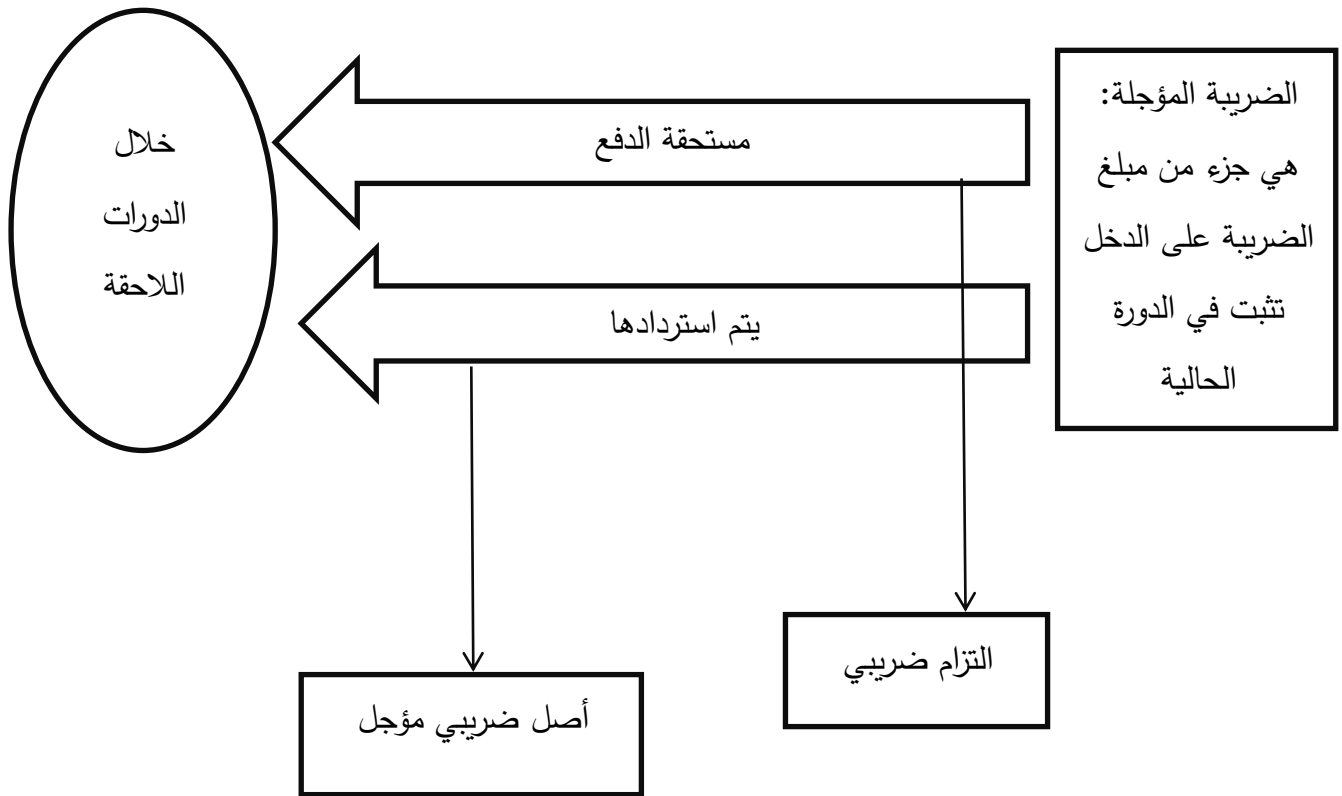 الضريبة المؤجلة:
هي جزء من مبلغ
الضريبة على الدخل
تثبت في الدورة
الحالية
مستحقة الدفع
يتم استردادها
خلال
الدورات
اللاحقة
التزام ضريبي
أصل ضريبي مؤجل